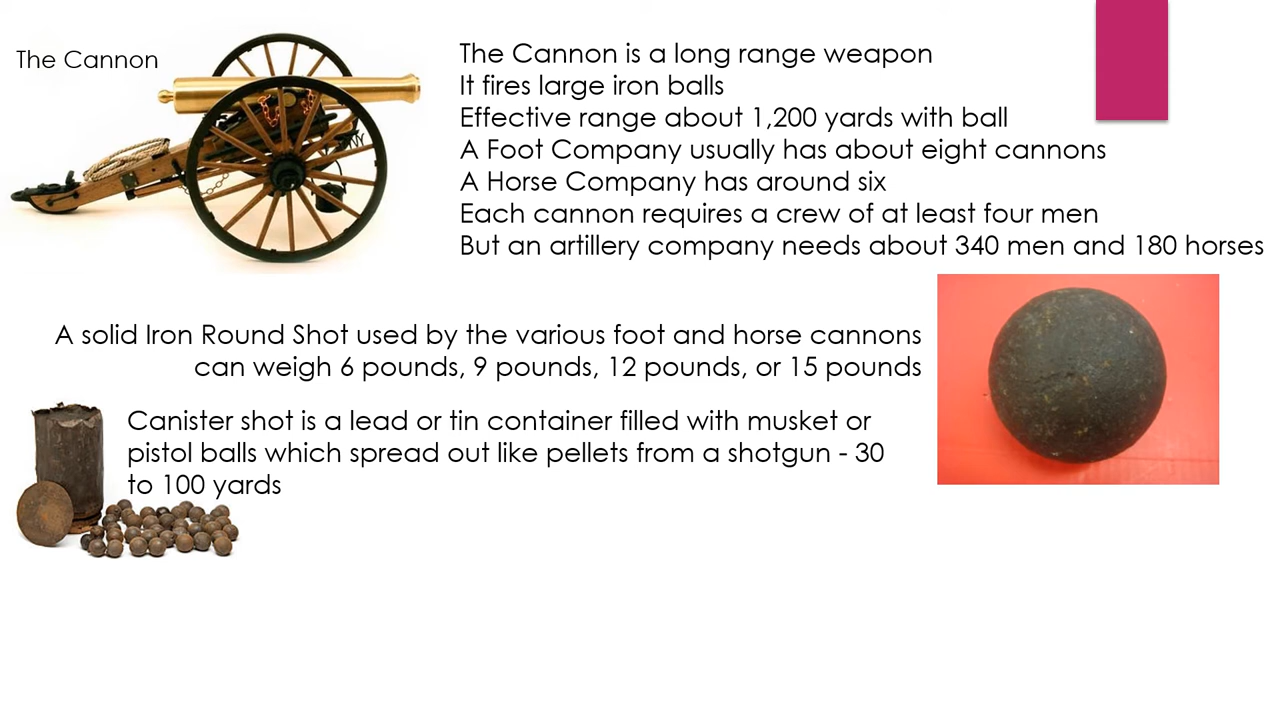 The Cannon
The Cannon is a long range weapon
It fires large iron balls
Effective range about 1,200 yards with ball
A Foot Company usually has about eight cannons
A Horse Company has around six
Each cannon requires a crew of at least four men
But an artillery company needs about 340 men and 180 horses
A solid Iron Round Shot used by the various foot and horse cannons
can weigh 6 pounds, 9 pounds, 12 pounds, or 15 pounds
Canister shot is a lead or tin container filled with musket or
pistol balls which spread out like pellets from a shotgun - 30
to 100 yards